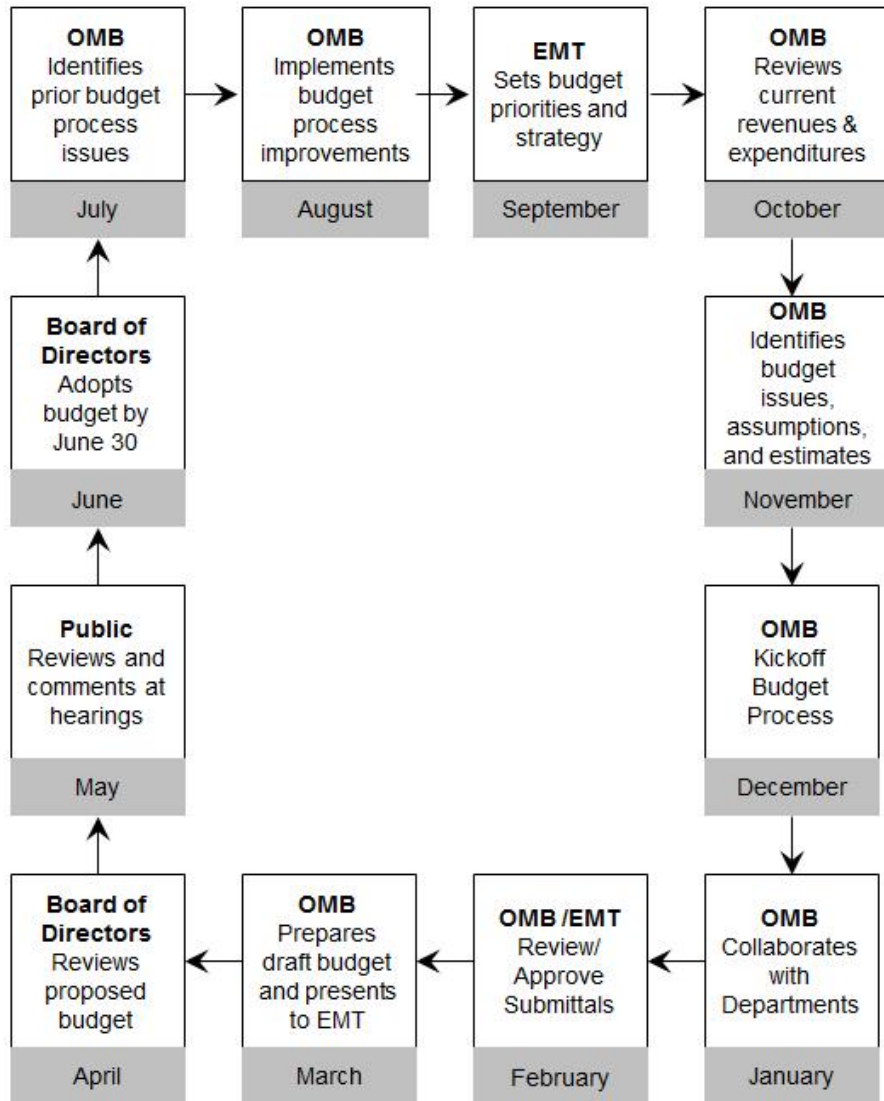 OMB
Identifies
prior budget
process
issues
July
OMB
Implements
budget
process
improvements
August
EMT
Sets budget
priorities and
strategy
September
OMB
Reviews
current
revenues &
expenditures
October
OMB
Identifies
budget
issues,
assumptions,
and estimates
November
OMB
Kickoff
Budget
Process
December
OMB
Collaborates
with
Departments
January
OMB /EMT
Review/
Approve
Submittals
February
OMB
Prepares
draft budget
and presents
to EMT
March
Board of
Directors
Reviews
proposed
budget
April
Public
Reviews and
comments at
hearings
May
Board of
Directors
Adopts
budget by
June 30
June